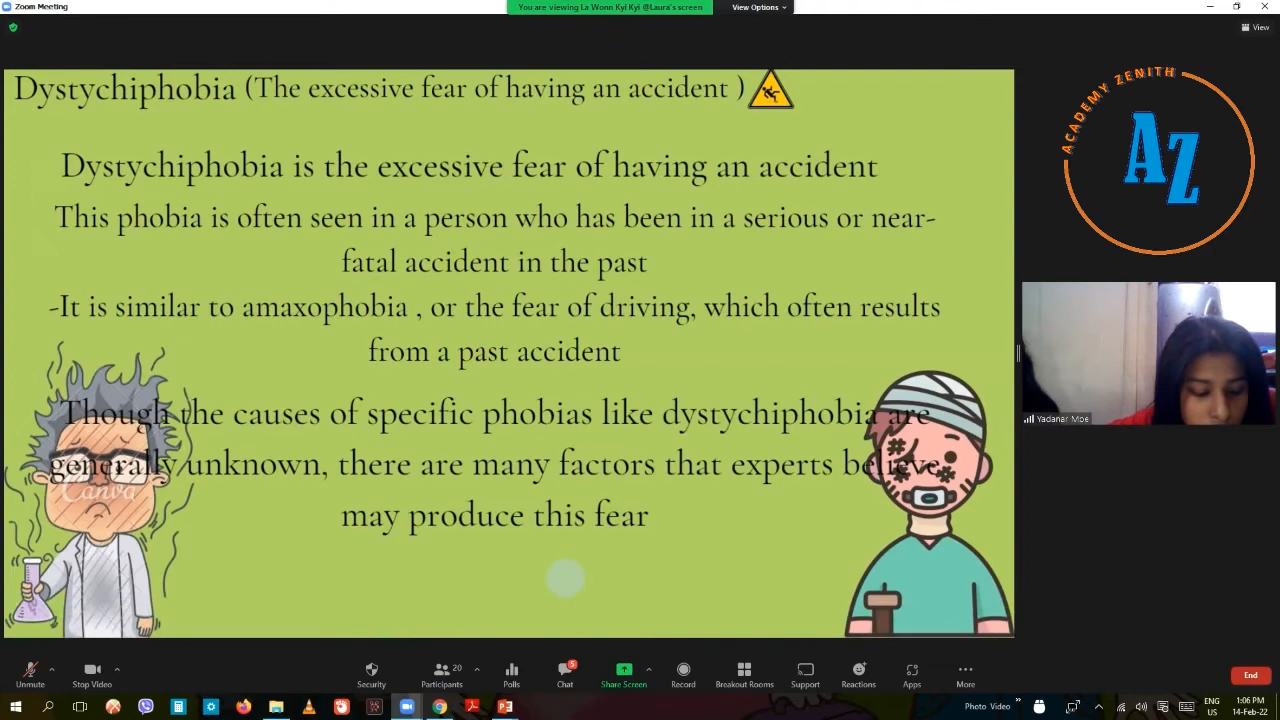 Zoom Meeting
You are viewing La Wonn Kyi Kyi @Laura's screen
View Options
View
Dystychiphobia (The excessive fear of having an accident )
Dystychiphobia is the excessive fear of having an accident
This phobia is often seen in a person who has been in a serious or near-
fatal accident in the past
-It is similar to amaxophobia , or the fear of driving, which often results
from a past accident
Though the causes of specific phobias like dystychiphobia are
generally unknown, there are many factors that experts believe
may produce this fear
Canva
ACADEMY ZENITH
AZ
Yadanar Moe
Unmute
Stop Video
Security
Participants
20
Polls
Chat
5
Share Screen
Record
Breakout Rooms
Support
Reactions
Apps
More
End
Photo Video
ENG
US
1:06 PM
14-Feb-22